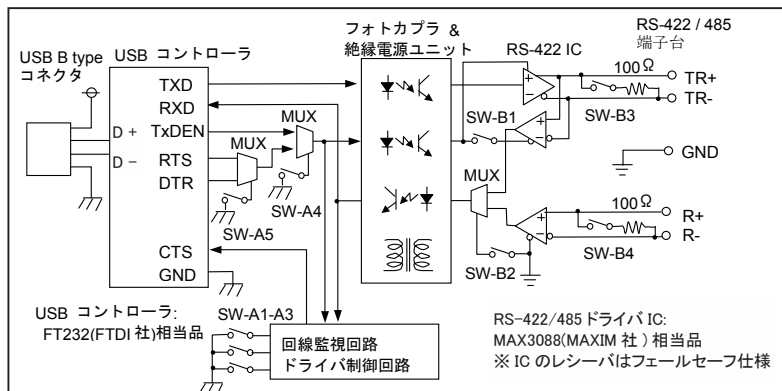 USB B type
コネクタ
USB コントローラ
フォトカプラ &
絶縁電源ユニット
RS-422 IC
RS-422 / 485
端子台
TXD
RXD
TxDEN
RTS
DTR
CTS
GND
D +
D −
MUX
MUX
SW-A4
SW-A5
SW-B1
MUX
SW-B2
100Ω
SW-B3
TR+
TR-
GND
100Ω
SW-B4
R+
R-
USB コントローラ:
FT232(FTDI 社)相当品
SW-A1-A3
回線監視回路
ドライバ制御回路
RS-422/485 ドライバ IC:
MAX3088(MAXIM 社) 相当品
※ IC のレシーバはフェールセーフ仕様